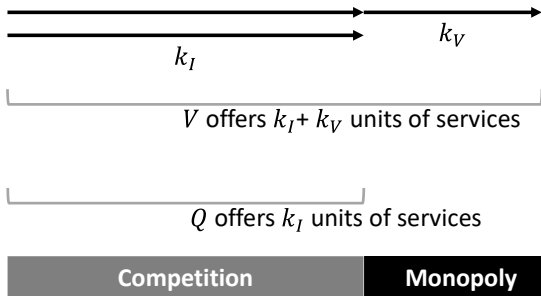 k_V
k_I
V offers k_I + k_V units of services
Q offers k_I units of services
Competition Monopoly